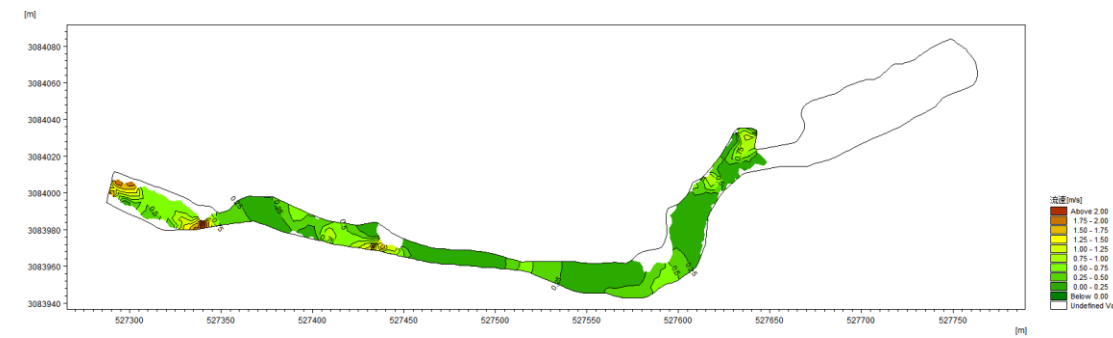 [m]
3084080
3084060
3084040
3084020
3084000
3083980
3083960
3083940
527300
527350
527400
527450
527500
527550
527600
527650
527700
527750
[m]
流速[m/s]
Above 2.00
1.75 - 2.00
1.50 - 1.75
1.25 - 1.50
1.00 - 1.25
0.75 - 1.00
0.50 - 0.75
0.25 - 0.50
0.00 - 0.25
Below 0.00
Undefined Va